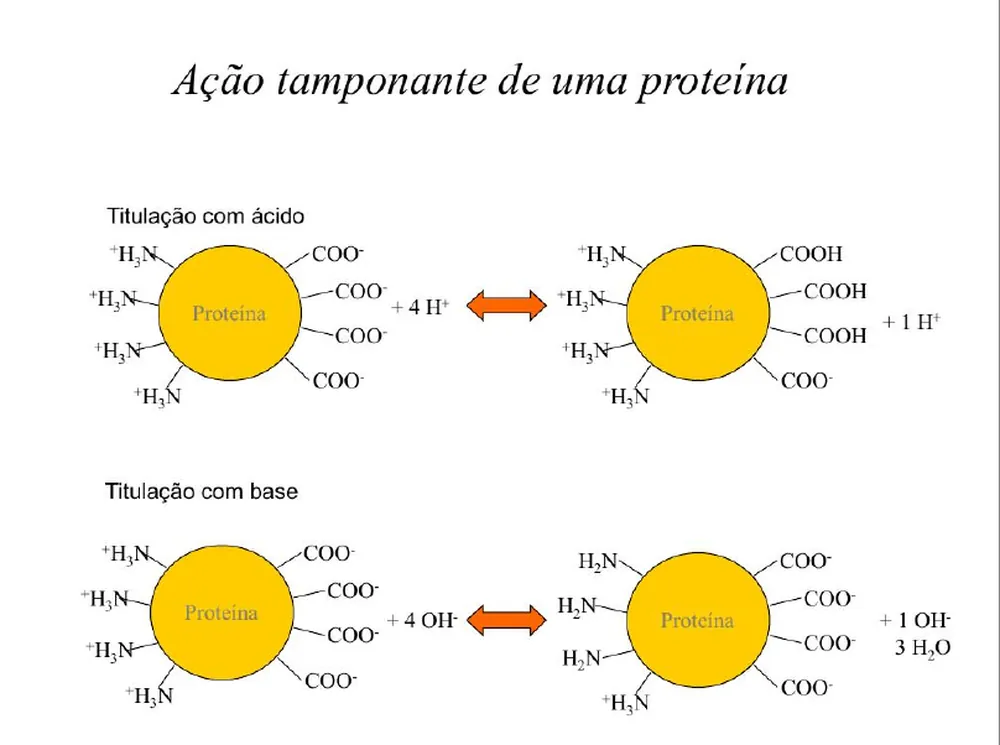 Ação tamponante de uma proteína
Titulação com ácido
⁺H₃N
⁺H₃N
⁺H₃N
⁺H₃N
Proteína
COO⁻
COO⁻
COO⁻
COO⁻
+ 4 H⁺
⁺H₃N
⁺H₃N
⁺H₃N
⁺H₃N
Proteína
COOH
COOH
COOH
COO⁻
+ 1 H⁺
Titulação com base
⁺H₃N
⁺H₃N
⁺H₃N
⁺H₃N
Proteína
COO⁻
COO⁻
COO⁻
COO⁻
+ 4 OH⁻
H₂N
H₂N
H₂N
⁺H₃N
Proteína
COO⁻
COO⁻
COO⁻
COO⁻
+ 1 OH⁻
3 H₂O